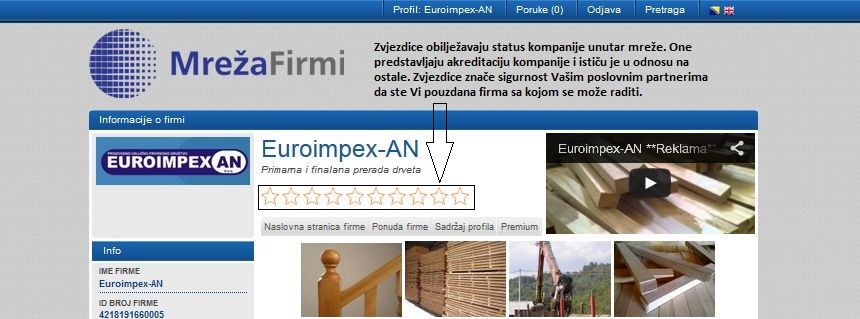 Profil: Euroimpex-AN Poruke (0) Odjava Pretraga
MrežaFirmi
Zvjezdice obilježavaju status kompanije unutar mreže. One
predstavljaju akreditaciju kompanije i ističu je u odnosu na
ostale. Zvjezdice znače sigurnost Vašim poslovnim partnerima
da ste Vi pouzdana firma sa kojom se može raditi.
Informacije o firmi
EUROIMPEX AN
Euroimpex-AN
Primarna i finalana prerada drveta
Euroimpex-AN **Reklama**
Naslovna stranica firme Ponuda firme Sadržaj profila Premium
Info
IME FIRME
Euroimpex-AN
ID BROJ FIRME
4218191660005